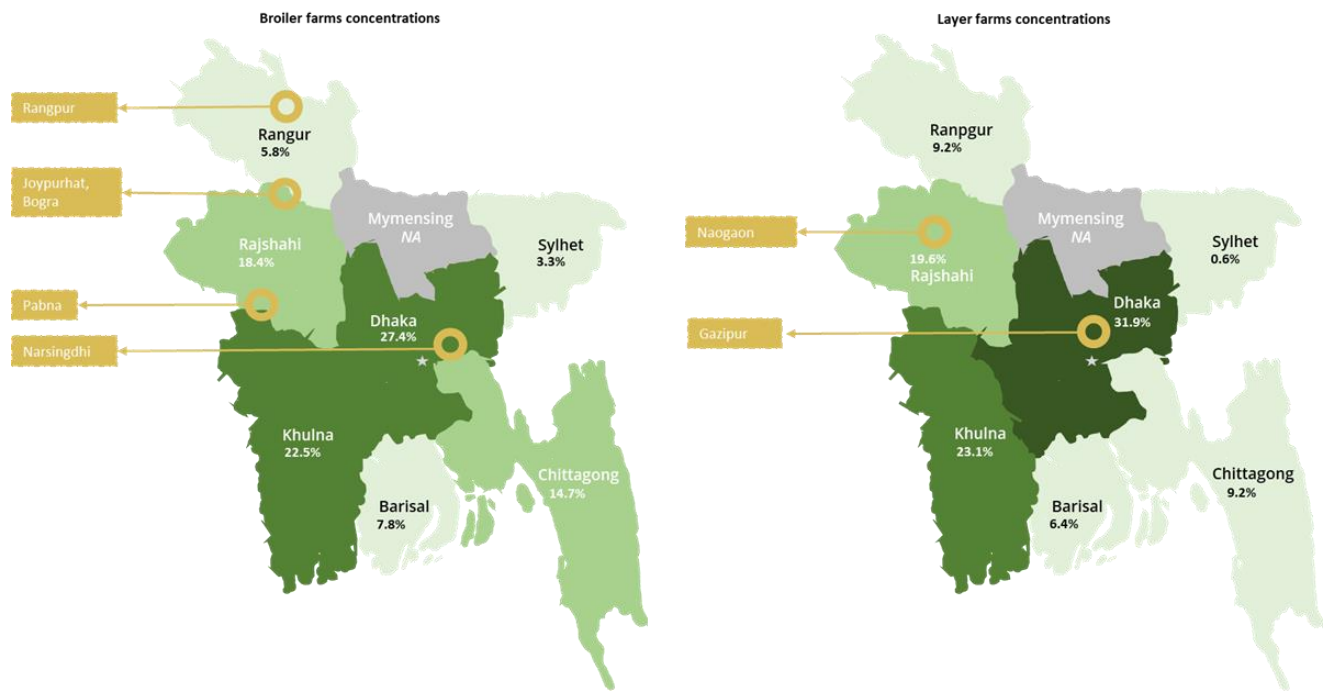 Broiler farms concentrations
Rangpur
Rangur
5.8%
Joypurhat,
Bogra
Mymensing
NA
Rajshahi
18.4%
Sylhet
3.3%
Pabna
Dhaka
27.4%
Narsingdhi
Khulna
22.5%
Chittagong
14.7%
Barisal
7.8%
Layer farms concentrations
Ranpgur
9.2%
Mymensing
NA
Naogaon
19.6%
Rajshahi
Sylhet
0.6%
Dhaka
31.9%
Gazipur
Khulna
23.1%
Chittagong
9.2%
Barisal
6.4%